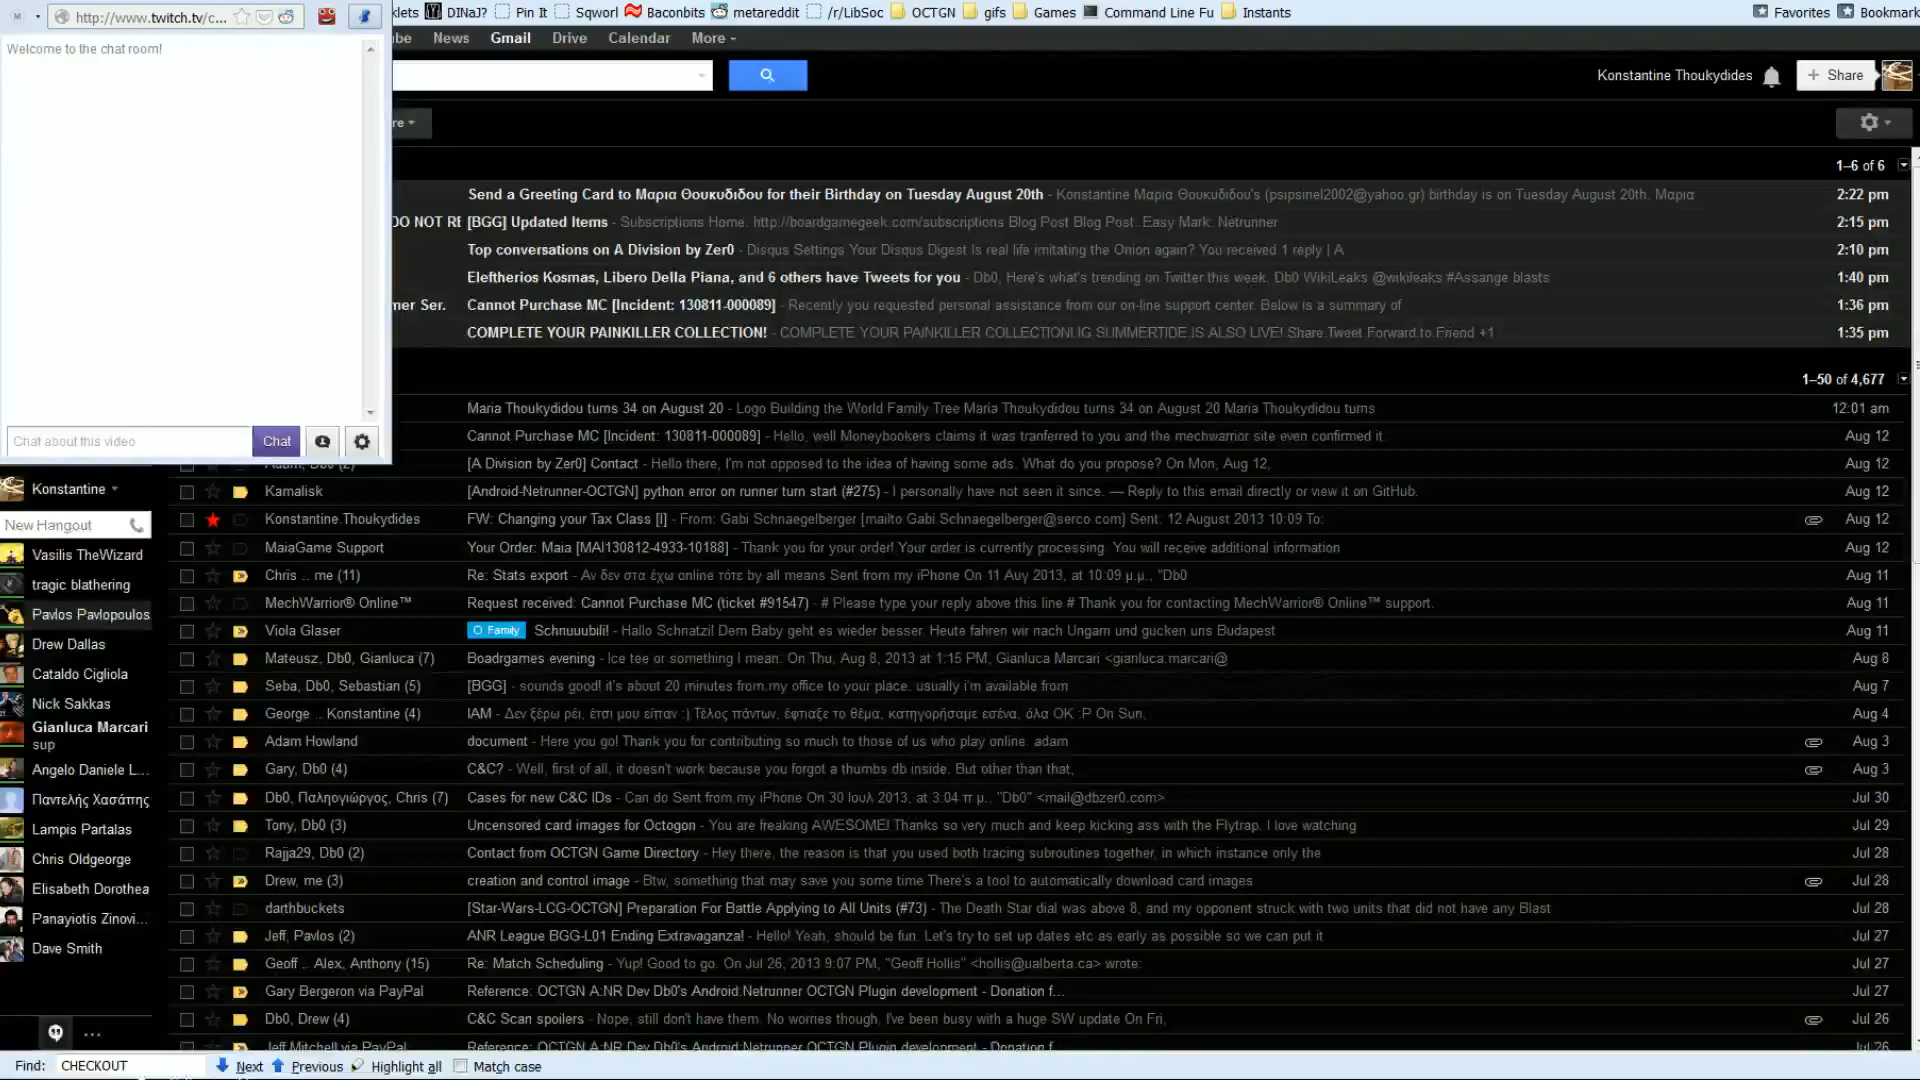 http://www.twitch.tv/c...
klets DINaJ? Pin It Sqworl Baconbits metareddit /r/LibSoc OCTGN gifs Games Command Line Fu Instants Favorites Bookmark
Welcome to the chat room!
News Gmail Drive Calendar More
Konstantine Thoukydides + Share
1–6 of 6
Send a Greeting Card to Μαρια Θουκυδιδου for their Birthday on Tuesday August 20th - Konstantine Μαρια Θουκυδιδου's (psipsinel2002@yahoo.gr) birthday is on Tuesday August 20th. Μαρια 2:22 pm
DO NOT RE [BGG] Updated Items - Subscriptions Home. http://boardgamegeek.com/subscriptions Blog Post Blog Post. Easy Mark: Netrunner 2:15 pm
Top conversations on A Division by Zer0 - Disqus Settings Your Disqus Digest Is real life imitating the Onion again? You received 1 reply | A 2:10 pm
Eleftherios Kosmas, Libero Della Piana, and 6 others have Tweets for you - Db0, Here's what's trending on Twitter this week. Db0 WikiLeaks @wikileaks #Assange blasts 1:40 pm
mer Ser. Cannot Purchase MC [Incident: 130811-000089] - Recently you requested personal assistance from our on-line support center. Below is a summary of 1:36 pm
COMPLETE YOUR PAINKILLER COLLECTION! - COMPLETE YOUR PAINKILLER COLLECTION! IG SUMMERTIDE IS ALSO LIVE! Share Tweet Forward to Friend +1 1:35 pm
1–50 of 4,677
Maria Thoukydidou turns 34 on August 20 - Logo Building the World Family Tree Maria Thoukydidou turns 34 on August 20 Maria Thoukydidou turns 12:01 am
Cannot Purchase MC [Incident: 130811-000089] - Hello, well Moneybookers claims it was tranferred to you and the mechwarrior site even confirmed it. Aug 12
Chat about this video Chat
[A Division by Zer0] Contact - Hello there, I'm not opposed to the idea of having some ads. What do you propose? On Mon, Aug 12, Aug 12
Konstantine
Kamalisk [Android-Netrunner-OCTGN] python error on runner turn start (#275) - I personally have not seen it since. — Reply to this email directly or view it on GitHub. Aug 12
New Hangout
Konstantine Thoukydides FW: Changing your Tax Class [I] - From: Gabi Schnaegelberger [mailto Gabi Schnaegelberger@serco.com] Sent: 12 August 2013 10:09 To: Aug 12
Vasilis TheWizard
MaiaGame Support Your Order: Maia [MAI130812-4933-10188] - Thank you for your order! Your order is currently processing. You will receive additional information Aug 12
tragic blathering
Chris .. me (11) Re: Stats export - Αν δεν στα έχω online τότε by all means Sent from my iPhone On 11 Αυγ 2013, at 10:09 μ.μ., "Db0 Aug 11
Pavlos Pavlopoulos
MechWarrior® Online™ Request received: Cannot Purchase MC (ticket #91547) - # Please type your reply above this line # Thank you for contacting MechWarrior® Online™ support. Aug 11
Drew Dallas
Viola Glaser Family Schnuuubili! - Hallo Schnatzi! Dem Baby geht es wieder besser. Heute fahren wir nach Ungarn und gucken uns Budapest Aug 11
Cataldo Cigliola
Mateusz, Db0, Gianluca (7) Boadrgames evening - Ice tee or something I mean. On Thu, Aug 8, 2013 at 1:15 PM, Gianluca Marcari <gianluca.marcari@ Aug 8
Nick Sakkas
Seba, Db0, Sebastian (5) [BGG] - sounds good! it's about 20 minutes from my office to your place. usually i'm available from Aug 7
Gianluca Marcari
sup
George .. Konstantine (4) IAM - Δεν ξέρω ρεί, έτσι μου είπαν :) Τέλος πάντων, έφτιαξε το θέμα, κατηγορήσαμε εσένα, όλα OK :P On Sun, Aug 4
Adam Howland document - Here you go! Thank you for contributing so much to those of us who play online. adam Aug 3
Angelo Daniele L...
Gary, Db0 (4) C&C? - Well, first of all, it doesn't work because you forgot a thumbs db inside. But other than that, Aug 3
Παντελής Χασάπης
Db0, Παληογιώργος, Chris (7) Cases for new C&C IDs - Can do Sent from my iPhone On 30 Ιουλ 2013, at 3:04 π.μ., "Db0" <mail@dbzer0.com> Jul 30
Lampis Partalas
Tony, Db0 (3) Uncensored card images for Octogon - You are freaking AWESOME! Thanks so very much and keep kicking ass with the Flytrap. I love watching Jul 29
Chris Oldgeorge
Rajja29, Db0 (2) Contact from OCTGN Game Directory - Hey there, the reason is that you used both tracing subroutines together, in which instance only the Jul 28
Elisabeth Dorothea
Drew, me (3) creation and control image - Btw, something that may save you some time There's a tool to automatically download card images Jul 28
Panayiotis Zinovi...
darthbuckets [Star-Wars-LCG-OCTGN] Preparation For Battle Applying to All Units (#73) - The Death Star dial was above 8, and my opponent struck with two units that did not have any Blast Jul 28
Dave Smith
Jeff, Pavlos (2) ANR League BGG-L01 Ending Extravaganza! - Hello! Yeah, should be fun. Let's try to set up dates etc as early as possible so we can put it Jul 27
Geoff .. Alex, Anthony (15) Re: Match Scheduling - Yup! Good to go. On Jul 26, 2013 9:07 PM, "Geoff Hollis" <hollis@ualberta.ca> wrote: Jul 27
Gary Bergeron via PayPal Reference: OCTGN A:NR Dev Db0's Android:Netrunner OCTGN Plugin development - Donation f... Jul 27
Db0, Drew (4) C&C Scan spoilers - Nope, still don't have them. No worries though, I've been busy with a huge SW update On Fri, Jul 26
Jeff Mitchell via PayPal Reference: OCTGN A:NR Dev Db0's Android:Netrunner OCTGN Plugin development - Donation f... Jul 26
Find: CHECKOUT Next Previous Highlight all Match case